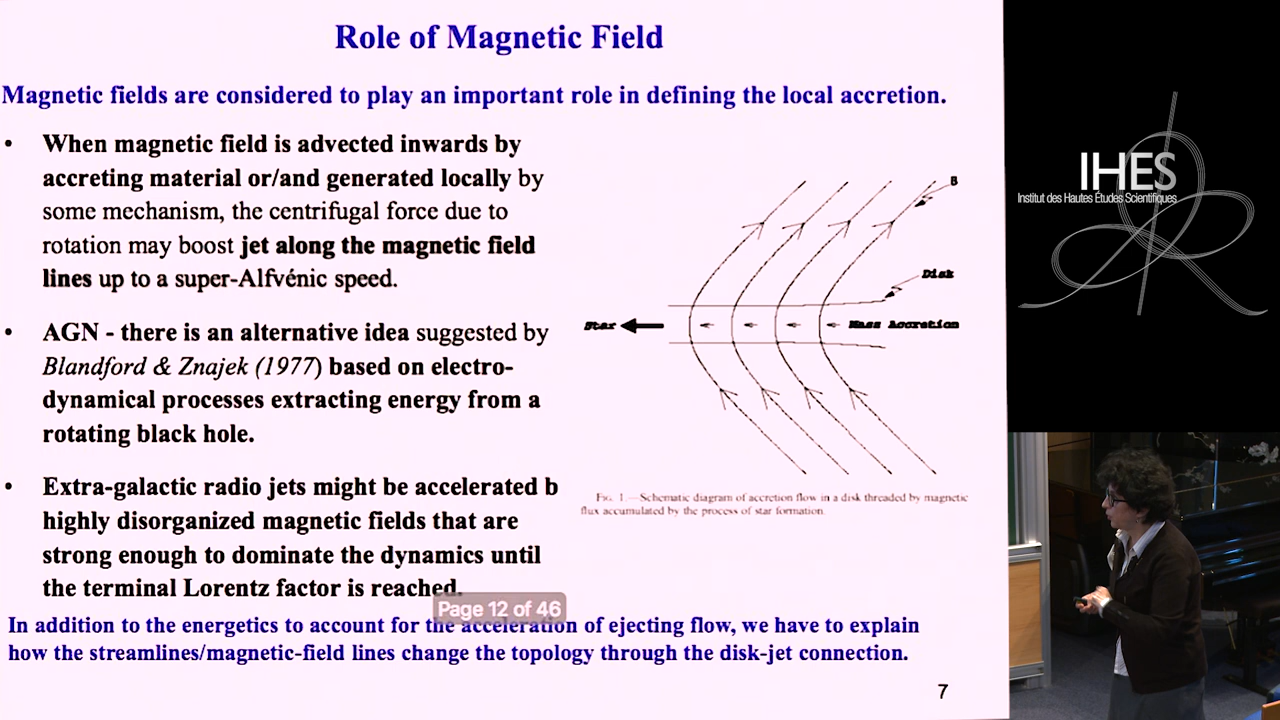 Role of Magnetic Field
Magnetic fields are considered to play an important role in defining the local accretion.
• When magnetic field is advected inwards by
accreting material or/and generated locally by
some mechanism, the centrifugal force due to
rotation may boost jet along the magnetic field
lines up to a super-Alfvénic speed.
• AGN - there is an alternative idea suggested by
Blandford & Znajek (1977) based on electro-
dynamical processes extracting energy from a
rotating black hole.
• Extra-galactic radio jets might be accelerated b
highly disorganized magnetic fields that are
strong enough to dominate the dynamics until
the terminal Lorentz factor is reached.
B
Disk
Star
Mass Accretion
FIG. 1.—Schematic diagram of accretion flow in a disk threaded by magnetic
flux accumulated by the process of star formation.
Page 12 of 46
In addition to the energetics to account for the acceleration of ejecting flow, we have to explain
how the streamlines/magnetic-field lines change the topology through the disk-jet connection.
7
IHES
Institut des Hautes Études Scientifiques